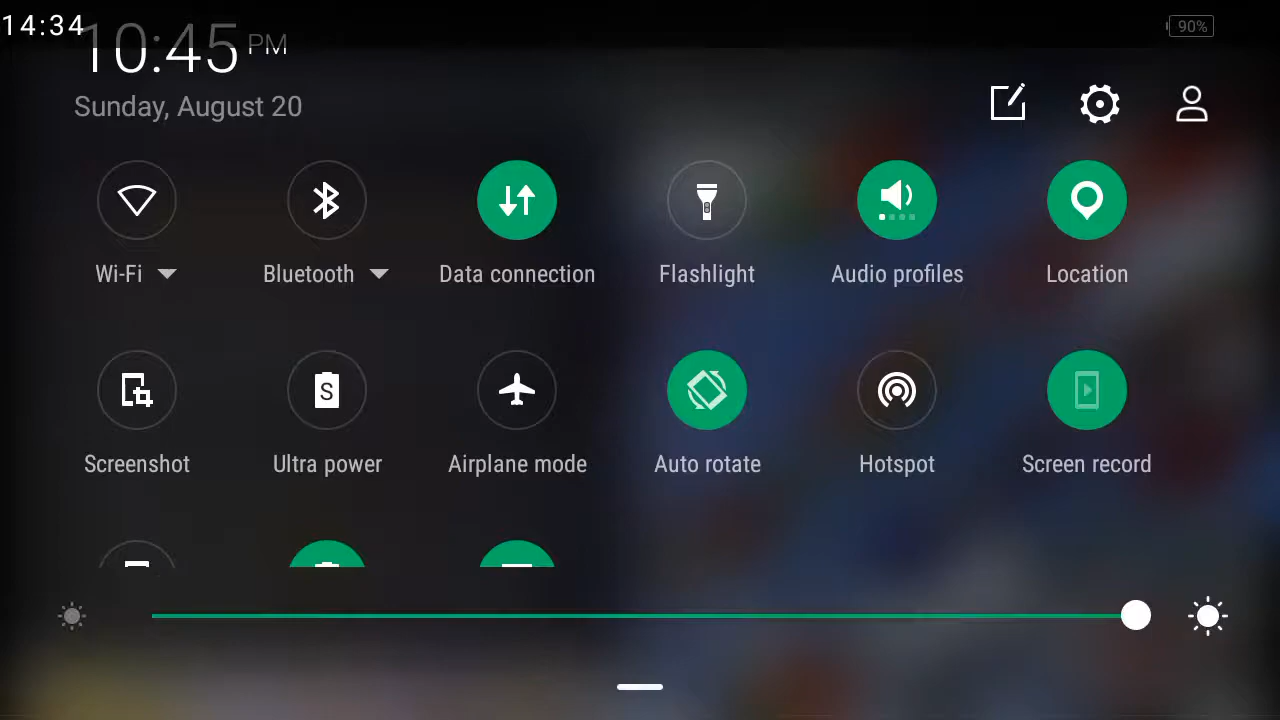 14:34
10:45 PM
90%
Sunday, August 20
Wi-Fi
Bluetooth
Data connection
Flashlight
Audio profiles
Location
S
Screenshot
Ultra power
Airplane mode
Auto rotate
Hotspot
Screen record